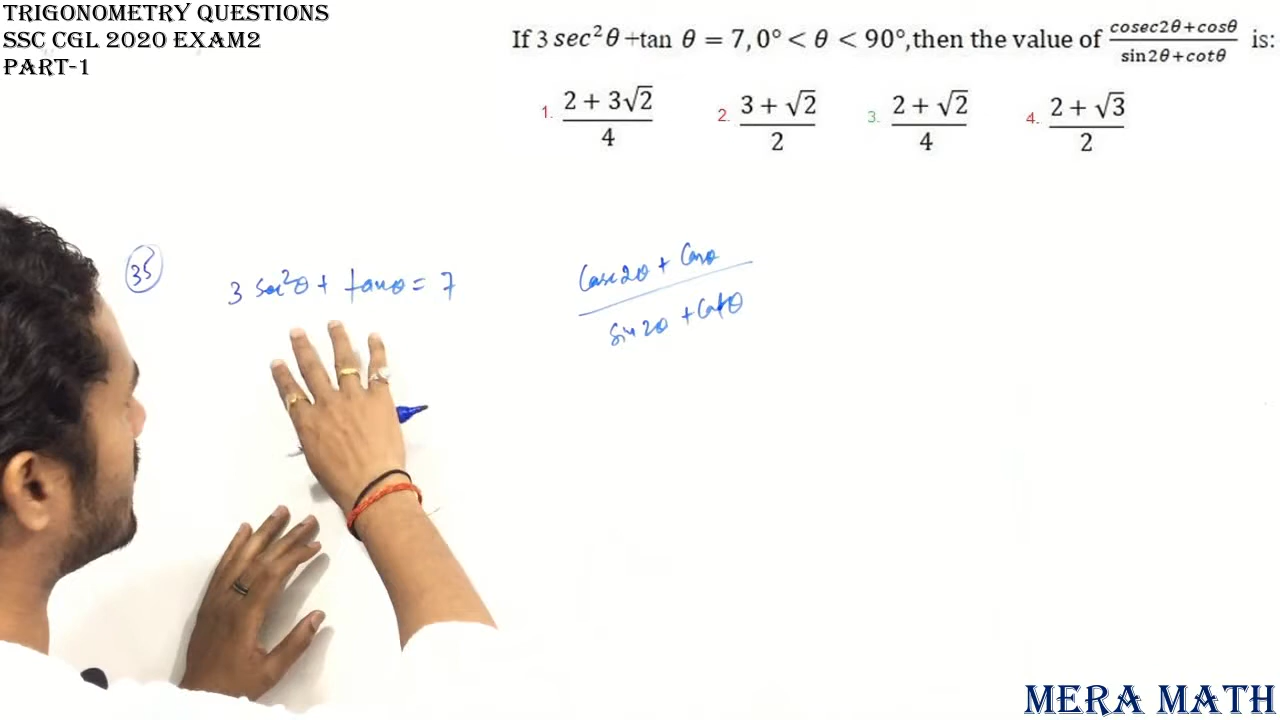 TRIGONOMETRY QUESTIONS
SSC CGL 2020 EXAM2
PART-1
If 3 sec²θ +tan θ = 7, 0° < θ < 90°, then the value of (cosec2θ+cosθ)/(sin2θ+cotθ) is:
1. (2 + 3√2)/4 2. (3 + √2)/2 3. (2 + √2)/4 4. (2 + √3)/2
35 3 Sec²θ + tanθ = 7 (Cosec2θ + Cosθ)/(Sin2θ + Cotθ)
MERA MATH